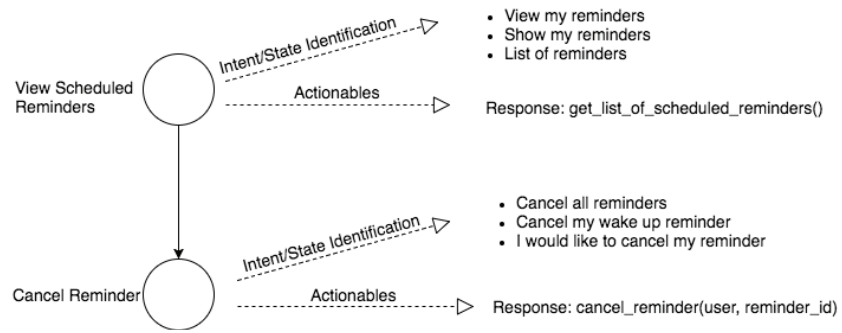 View my reminders
Show my reminders
List of reminders
Intent/State Identification
View Scheduled
Reminders
Actionables
Response: get_list_of_scheduled_reminders()
Cancel all reminders
Cancel my wake up reminder
I would like to cancel my reminder
Intent/State Identification
Cancel Reminder
Actionables
Response: cancel_reminder(user, reminder_id)